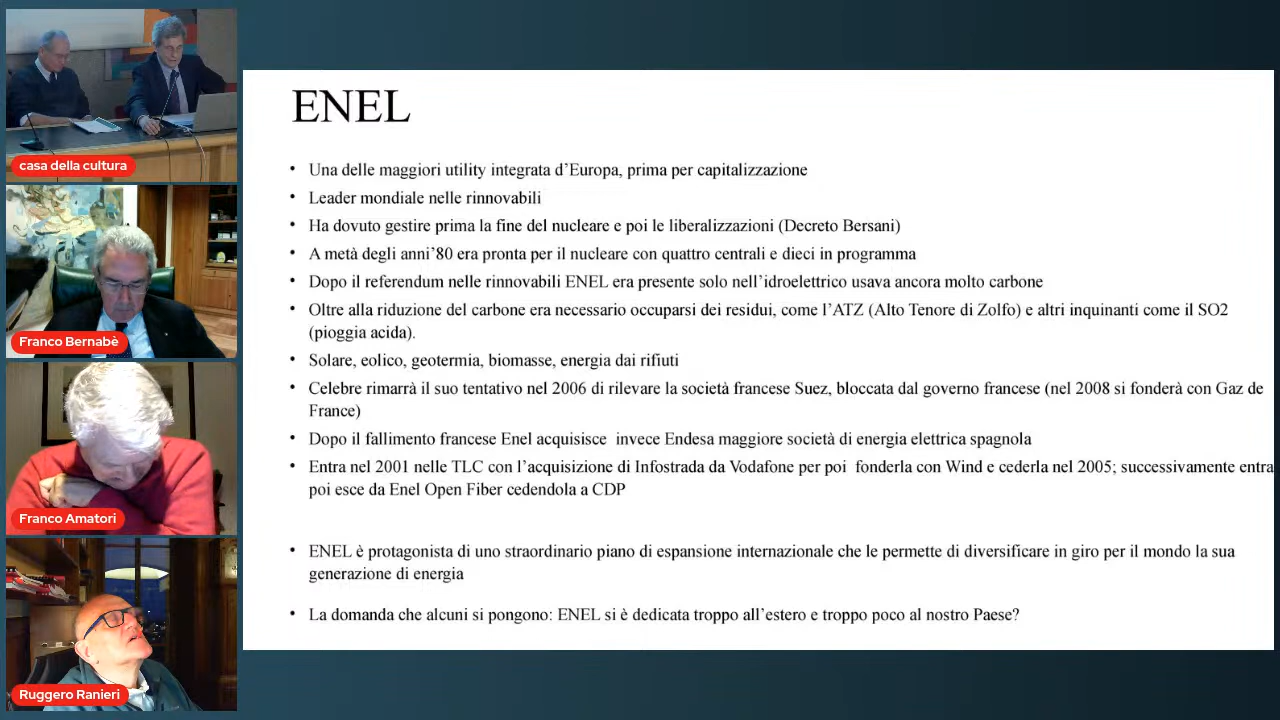 casa della cultura
Franco Bernabè
Franco Amatori
Ruggero Ranieri
ENEL
• Una delle maggiori utility integrata d’Europa, prima per capitalizzazione
• Leader mondiale nelle rinnovabili
• Ha dovuto gestire prima la fine del nucleare e poi le liberalizzazioni (Decreto Bersani)
• A metà degli anni’80 era pronta per il nucleare con quattro centrali e dieci in programma
• Dopo il referendum nelle rinnovabili ENEL era presente solo nell’idroelettrico usava ancora molto carbone
• Oltre alla riduzione del carbone era necessario occuparsi dei residui, come l’ATZ (Alto Tenore di Zolfo) e altri inquinanti come il SO2
(pioggia acida).
• Solare, eolico, geotermia, biomasse, energia dai rifiuti
• Celebre rimarrà il suo tentativo nel 2006 di rilevare la società francese Suez, bloccata dal governo francese (nel 2008 si fonderà con Gaz de
France)
• Dopo il fallimento francese Enel acquisisce invece Endesa maggiore società di energia elettrica spagnola
• Entra nel 2001 nelle TLC con l’acquisizione di Infostrada da Vodafone per poi fonderla con Wind e cederla nel 2005; successivamente entra
poi esce da Enel Open Fiber cedendola a CDP
• ENEL è protagonista di uno straordinario piano di espansione internazionale che le permette di diversificare in giro per il mondo la sua
generazione di energia
• La domanda che alcuni si pongono: ENEL si è dedicata troppo all’estero e troppo poco al nostro Paese?